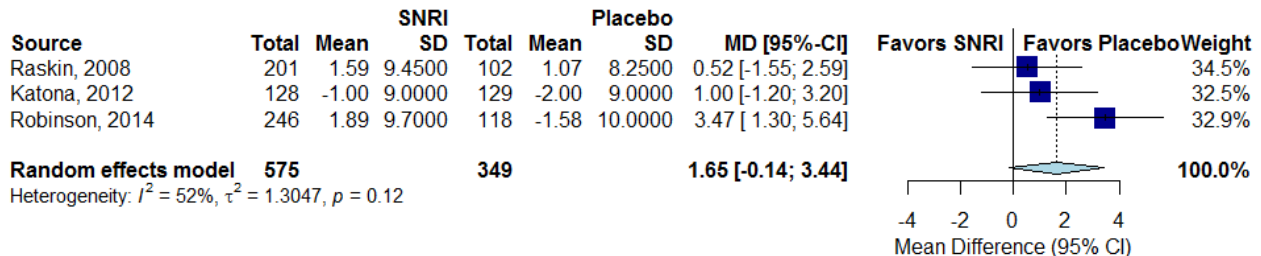 SNRI Placebo
Source Total Mean SD Total Mean SD MD [95%-CI] Favors SNRI Favors Placebo Weight
Raskin, 2008 201 1.59 9.4500 102 1.07 8.2500 0.52 [-1.55; 2.59] 34.5%
Katona, 2012 128 -1.00 9.0000 129 -2.00 9.0000 1.00 [-1.20; 3.20] 32.5%
Robinson, 2014 246 1.89 9.7000 118 -1.58 10.0000 3.47 [ 1.30; 5.64] 32.9%
Random effects model 575 349 1.65 [-0.14; 3.44] 100.0%
Heterogeneity: I² = 52%, τ² = 1.3047, p = 0.12
-4 -2 0 2 4
Mean Difference (95% CI)